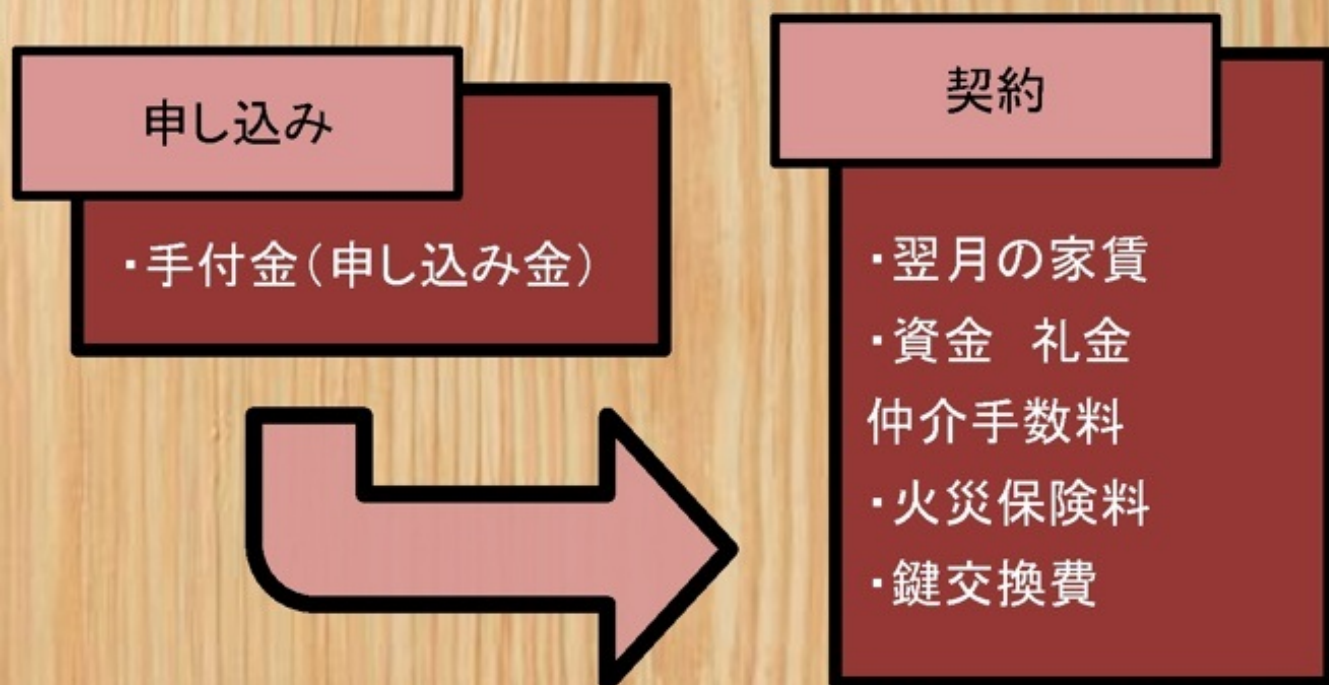 申し込み
・手付金(申し込み金)
契約
・翌月の家賃
・資金　礼金
仲介手数料
・火災保険料
・鍵交換費